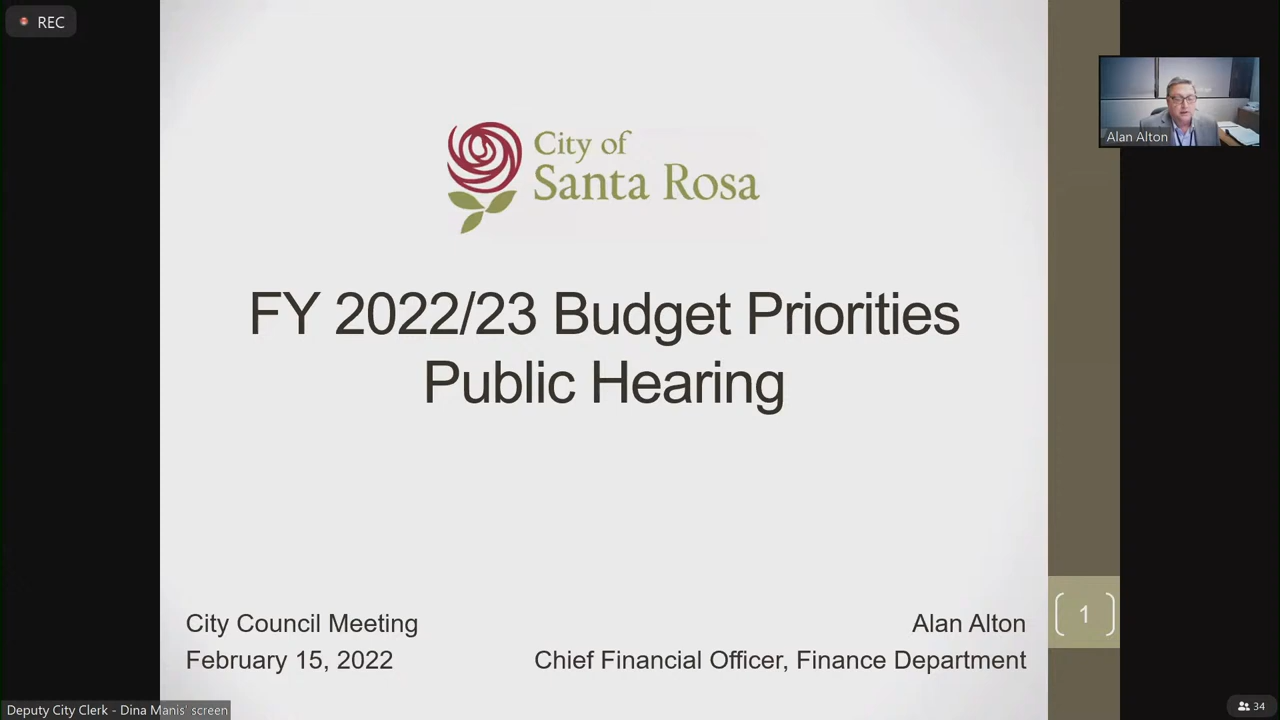 REC
City of
Santa Rosa
Alan Alton
FY 2022/23 Budget Priorities
Public Hearing
City Council Meeting
February 15, 2022
Alan Alton
Chief Financial Officer, Finance Department
1
Deputy City Clerk - Dina Manis' screen
34